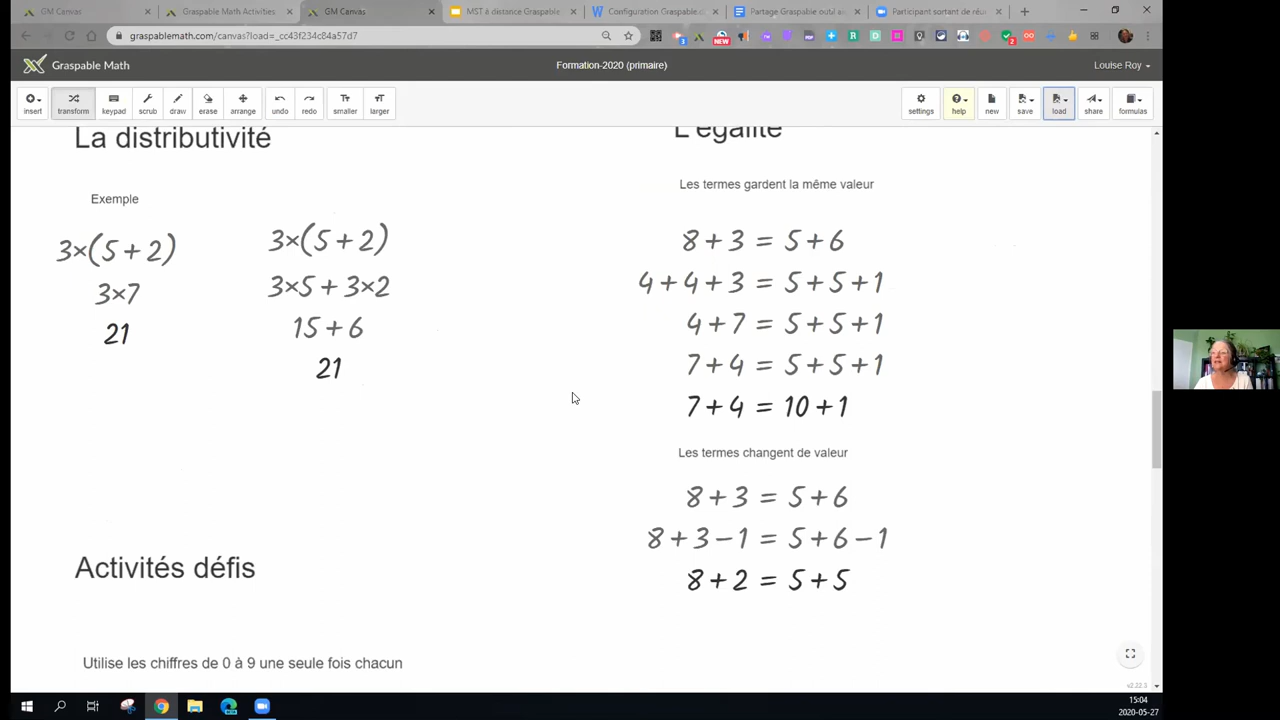 GM Canvas
Graspable Math Activities
GM Canvas
MST à distance Graspable
Configuration Graspable.d
Partage Graspable outil
Participant sortant de réu
graspablemath.com/canvas?load=_cc43f234c84a57d7
NEW
Graspable Math
Formation-2020 (primaire)
Louise Roy
insert
transform
keypad
scrub
draw
erase
arrange
undo
redo
smaller
larger
settings
help
new
save
load
share
formulas
La distributivité
Exemple
3×(5+2)
3×7
21
3×(5+2)
3×5+3×2
15+6
21
L'égalité
Les termes gardent la même valeur
8+3 = 5+6
4+4+3 = 5+5+1
4+7 = 5+5+1
7+4 = 5+5+1
7+4 = 10+1
Les termes changent de valeur
8+3 = 5+6
8+3−1 = 5+6−1
8+2 = 5+5
Activités défis
Utilise les chiffres de 0 à 9 une seule fois chacun
v2.22.3
15:04
2020-05-27